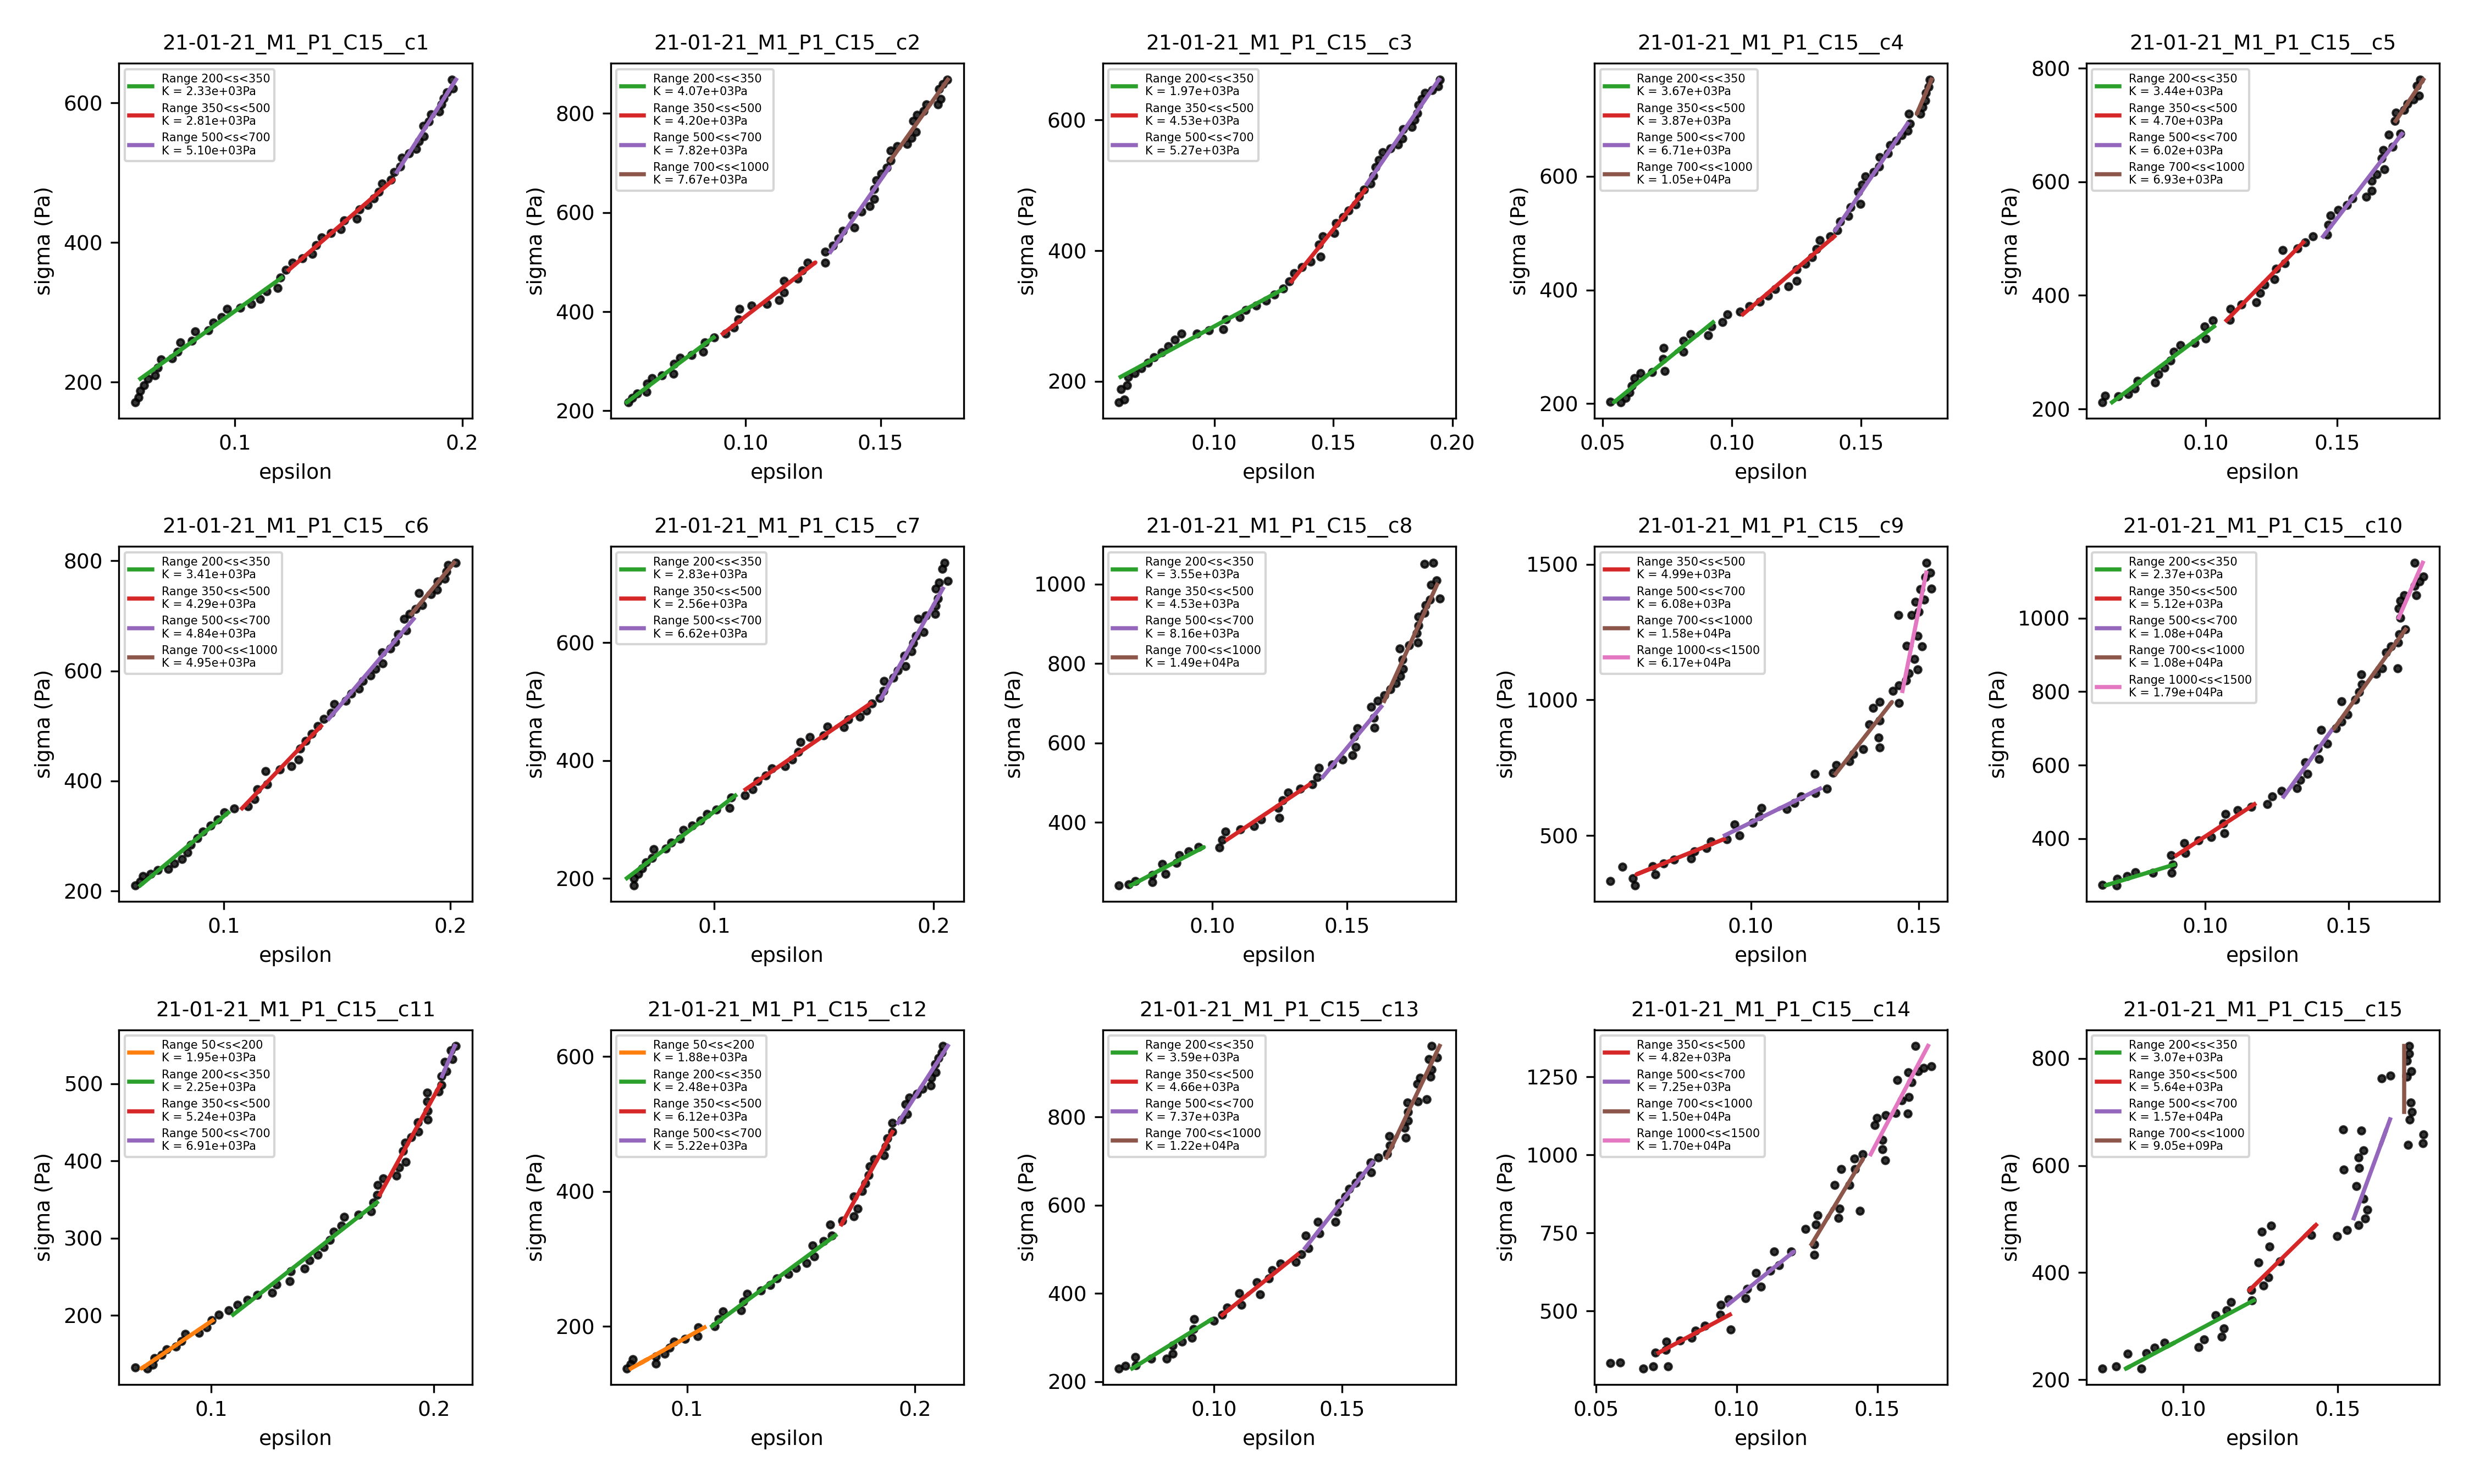 21-01-21_M1_P1_C15__c1
Range 200<s<350
K = 2.33e+03Pa
Range 350<s<500
K = 2.81e+03Pa
Range 500<s<700
K = 5.10e+03Pa
600
400
200
sigma (Pa)
0.1
0.2
epsilon
21-01-21_M1_P1_C15__c2
Range 200<s<350
K = 4.07e+03Pa
Range 350<s<500
K = 4.20e+03Pa
Range 500<s<700
K = 7.82e+03Pa
Range 700<s<1000
K = 7.67e+03Pa
800
600
400
200
sigma (Pa)
0.10
0.15
epsilon
21-01-21_M1_P1_C15__c3
Range 200<s<350
K = 1.97e+03Pa
Range 350<s<500
K = 4.53e+03Pa
Range 500<s<700
K = 5.27e+03Pa
600
400
200
sigma (Pa)
0.10
0.15
0.20
epsilon
21-01-21_M1_P1_C15__c4
Range 200<s<350
K = 3.67e+03Pa
Range 350<s<500
K = 3.87e+03Pa
Range 500<s<700
K = 6.71e+03Pa
Range 700<s<1000
K = 1.05e+04Pa
600
400
200
sigma (Pa)
0.05
0.10
0.15
epsilon
21-01-21_M1_P1_C15__c5
Range 200<s<350
K = 3.44e+03Pa
Range 350<s<500
K = 4.70e+03Pa
Range 500<s<700
K = 6.02e+03Pa
Range 700<s<1000
K = 6.93e+03Pa
800
600
400
200
sigma (Pa)
0.10
0.15
epsilon
21-01-21_M1_P1_C15__c6
Range 200<s<350
K = 3.41e+03Pa
Range 350<s<500
K = 4.29e+03Pa
Range 500<s<700
K = 4.84e+03Pa
Range 700<s<1000
K = 4.95e+03Pa
800
600
400
200
sigma (Pa)
0.1
0.2
epsilon
21-01-21_M1_P1_C15__c7
Range 200<s<350
K = 2.83e+03Pa
Range 350<s<500
K = 2.56e+03Pa
Range 500<s<700
K = 6.62e+03Pa
600
400
200
sigma (Pa)
0.1
0.2
epsilon
21-01-21_M1_P1_C15__c8
Range 200<s<350
K = 3.55e+03Pa
Range 350<s<500
K = 4.53e+03Pa
Range 500<s<700
K = 8.16e+03Pa
Range 700<s<1000
K = 1.49e+04Pa
1000
800
600
400
sigma (Pa)
0.10
0.15
epsilon
21-01-21_M1_P1_C15__c9
Range 350<s<500
K = 4.99e+03Pa
Range 500<s<700
K = 6.08e+03Pa
Range 700<s<1000
K = 1.58e+04Pa
Range 1000<s<1500
K = 6.17e+04Pa
1500
1000
500
sigma (Pa)
0.10
0.15
epsilon
21-01-21_M1_P1_C15__c10
Range 200<s<350
K = 2.37e+03Pa
Range 350<s<500
K = 5.12e+03Pa
Range 500<s<700
K = 1.08e+04Pa
Range 700<s<1000
K = 1.08e+04Pa
Range 1000<s<1500
K = 1.79e+04Pa
1000
800
600
400
sigma (Pa)
0.10
0.15
epsilon
21-01-21_M1_P1_C15__c11
Range 50<s<200
K = 1.95e+03Pa
Range 200<s<350
K = 2.25e+03Pa
Range 350<s<500
K = 5.24e+03Pa
Range 500<s<700
K = 6.91e+03Pa
500
400
300
200
sigma (Pa)
0.1
0.2
epsilon
21-01-21_M1_P1_C15__c12
Range 50<s<200
K = 1.88e+03Pa
Range 200<s<350
K = 2.48e+03Pa
Range 350<s<500
K = 6.12e+03Pa
Range 500<s<700
K = 5.22e+03Pa
600
400
200
sigma (Pa)
0.1
0.2
epsilon
21-01-21_M1_P1_C15__c13
Range 200<s<350
K = 3.59e+03Pa
Range 350<s<500
K = 4.66e+03Pa
Range 500<s<700
K = 7.37e+03Pa
Range 700<s<1000
K = 1.22e+04Pa
800
600
400
200
sigma (Pa)
0.10
0.15
epsilon
21-01-21_M1_P1_C15__c14
Range 350<s<500
K = 4.82e+03Pa
Range 500<s<700
K = 7.25e+03Pa
Range 700<s<1000
K = 1.50e+04Pa
Range 1000<s<1500
K = 1.70e+04Pa
1250
1000
750
500
sigma (Pa)
0.05
0.10
0.15
epsilon
21-01-21_M1_P1_C15__c15
Range 200<s<350
K = 3.07e+03Pa
Range 350<s<500
K = 5.64e+03Pa
Range 500<s<700
K = 1.57e+04Pa
Range 700<s<1000
K = 9.05e+09Pa
800
600
400
200
sigma (Pa)
0.10
0.15
epsilon